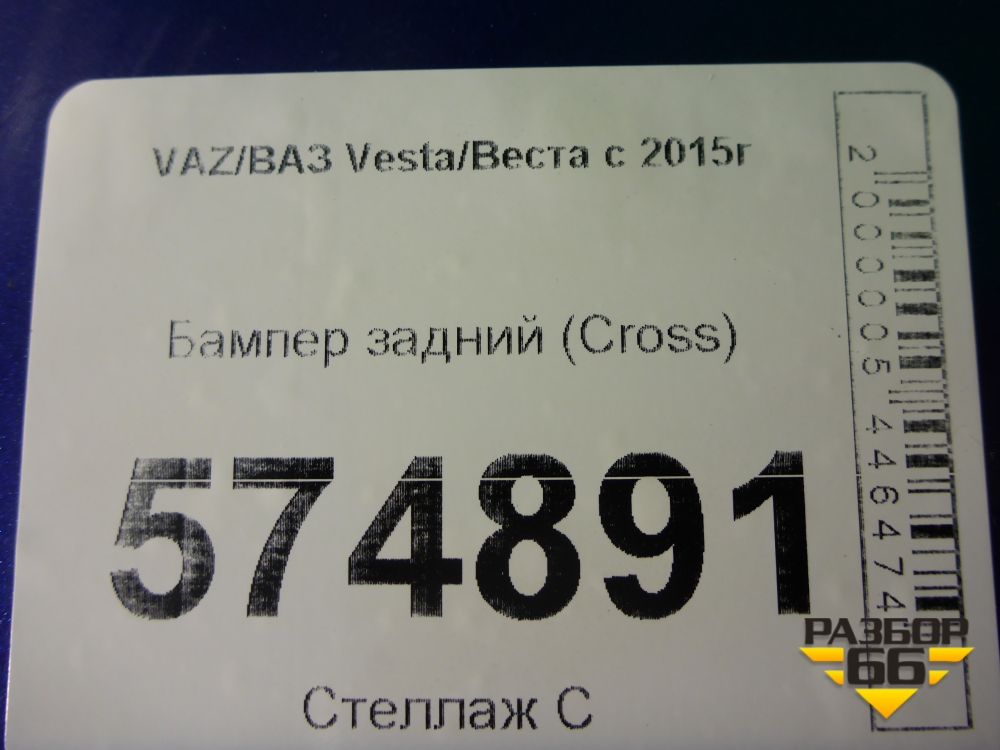 VAZ/ВАЗ Vesta/Веста с 2015г
Бампер задний (Cross)
574891
Стеллаж С
2000005446474
РАЗБОР
66